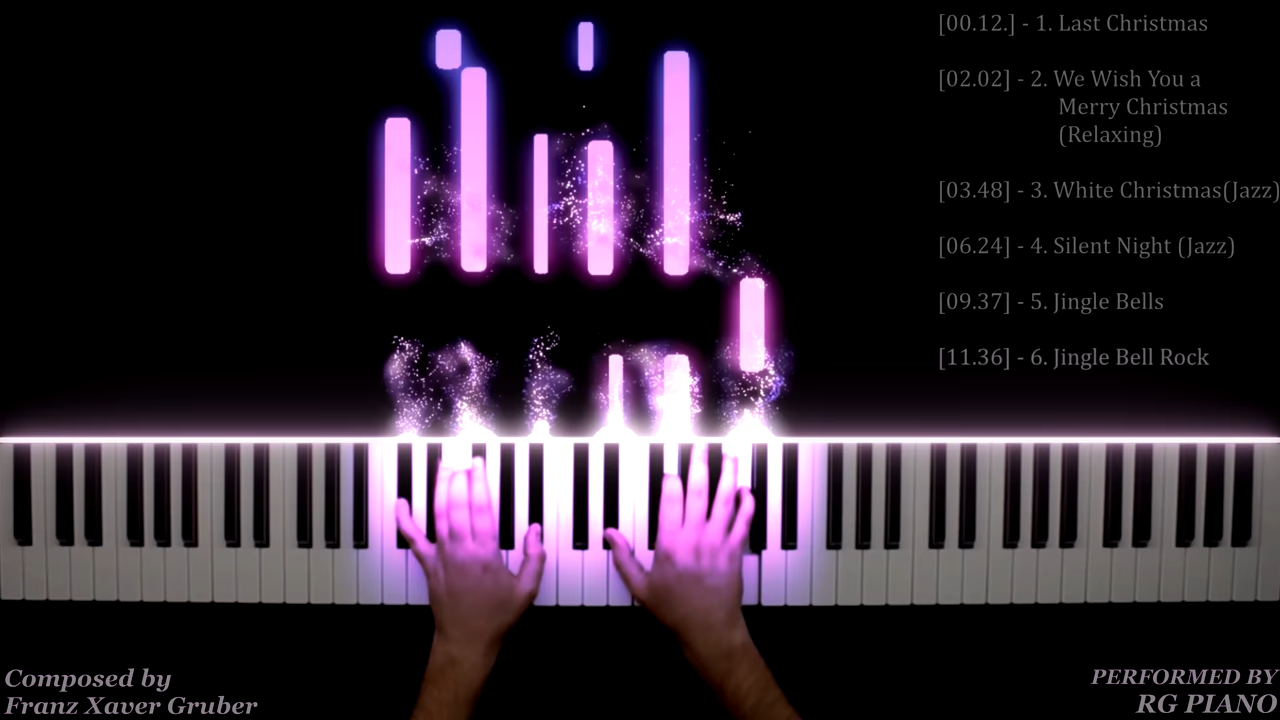 [00.12.] - 1. Last Christmas
[02.02] - 2. We Wish You a
Merry Christmas
(Relaxing)
[03.48] - 3. White Christmas(Jazz)
[06.24] - 4. Silent Night (Jazz)
[09.37] - 5. Jingle Bells
[11.36] - 6. Jingle Bell Rock
Composed by
Franz Xaver Gruber
PERFORMED BY
RG PIANO